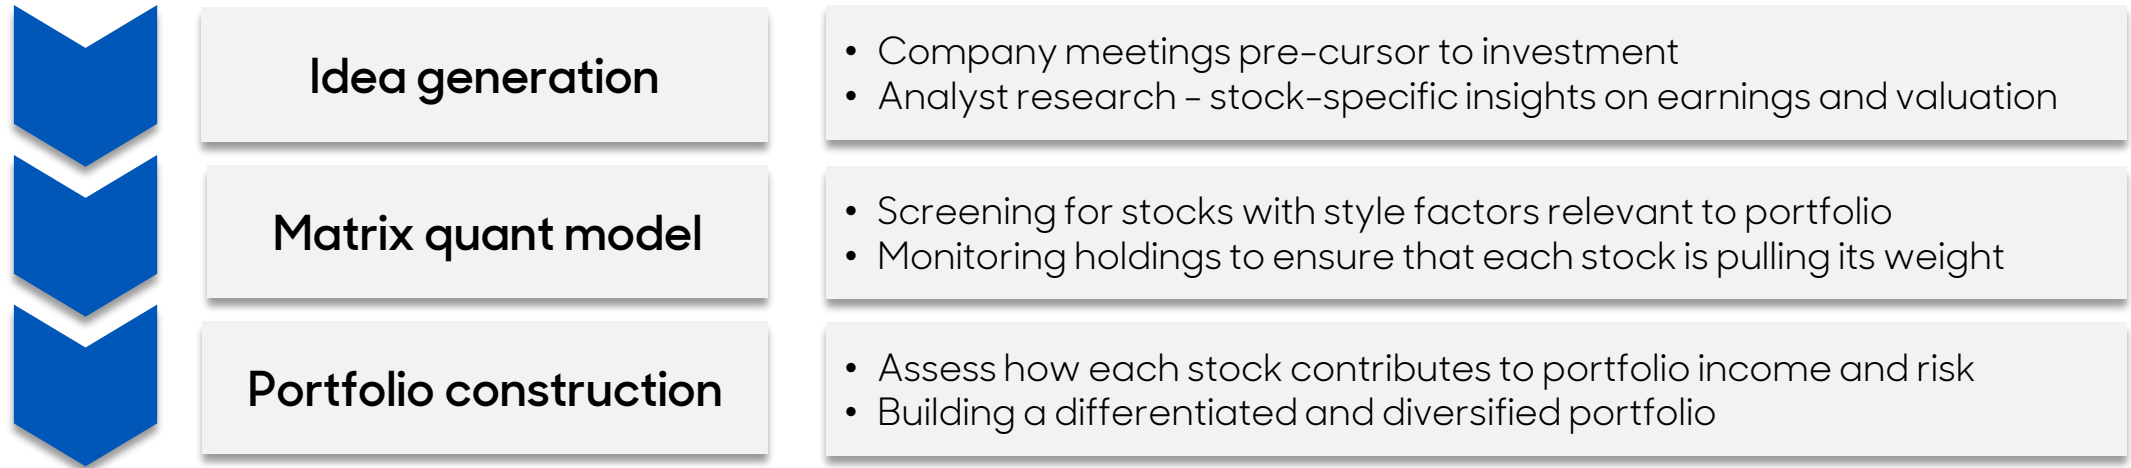 Idea generation
• Company meetings pre-cursor to investment
• Analyst research - stock-specific insights on earnings and valuation
Matrix quant model
• Screening for stocks with style factors relevant to portfolio
• Monitoring holdings to ensure that each stock is pulling its weight
Portfolio construction
• Assess how each stock contributes to portfolio income and risk
• Building a differentiated and diversified portfolio